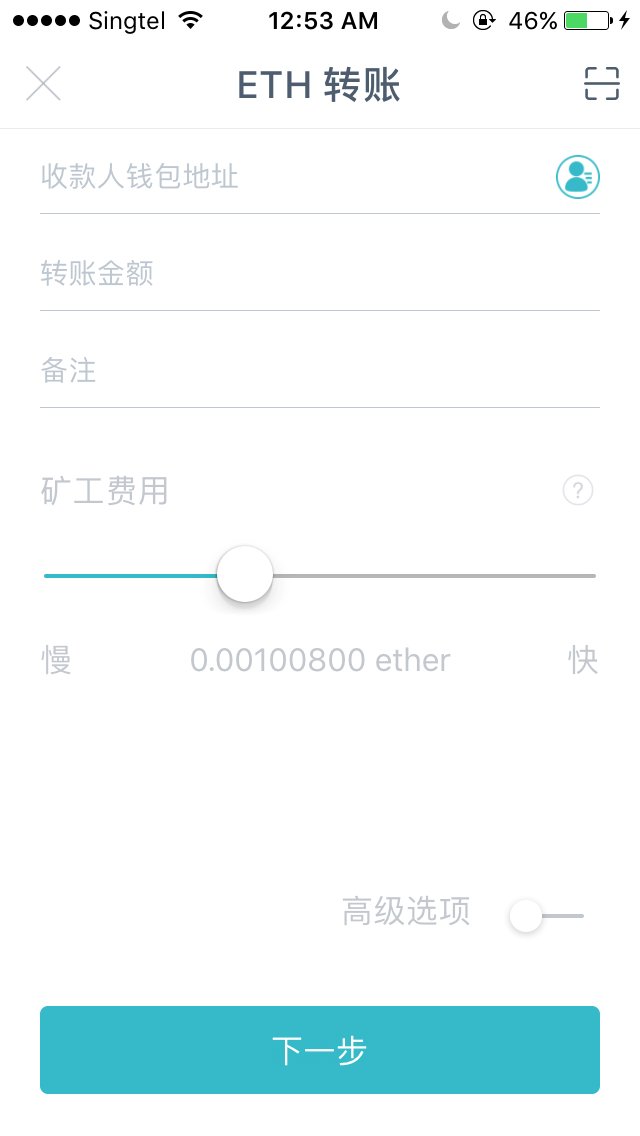 Singtel 12:53 AM 46%
ETH 转账
收款人钱包地址
转账金额
备注
矿工费用 ?
慢 0.00100800 ether 快
高级选项
下一步